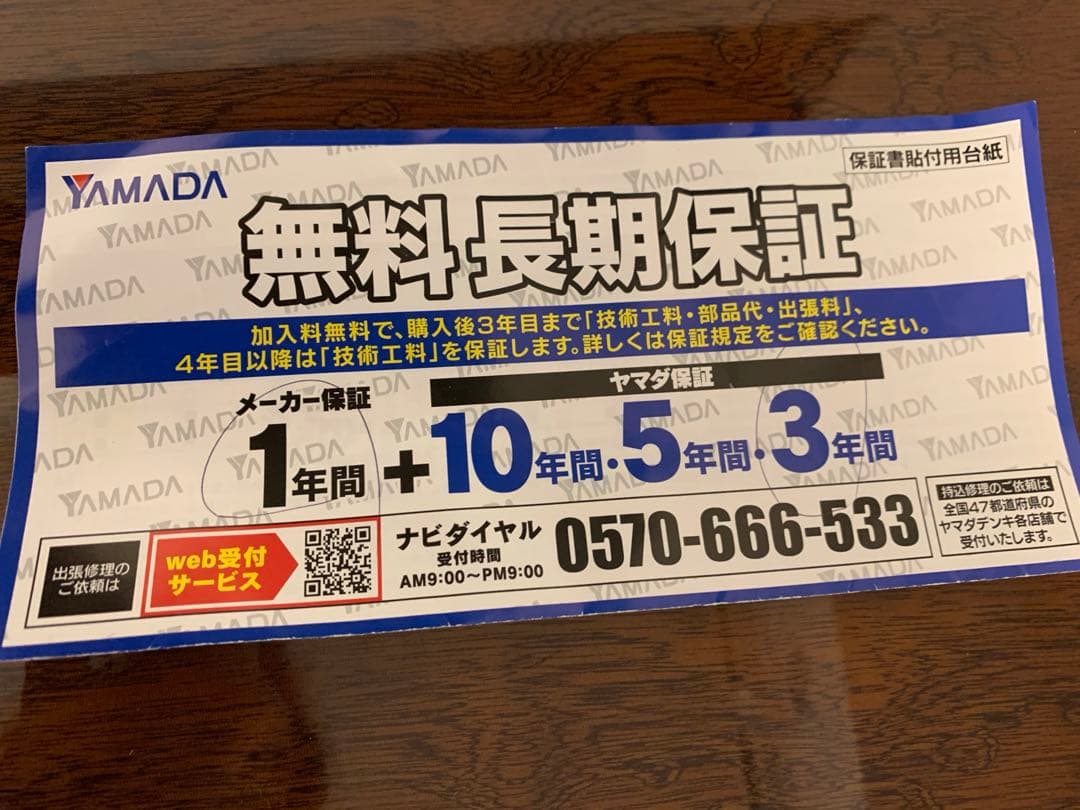 YAMADA
保証書貼付用台紙
無料長期保証
加入料無料で、購入後3年目まで「技術工料・部品代・出張料」、
4年目以降は「技術工料」を保証します。詳しくは保証規定をご確認ください。
メーカー保証
ヤマダ保証
1年間+10年間・5年間・3年間
出張修理の
ご依頼は
web受付
サービス
ナビダイヤル
受付時間
AM9:00～PM9:00
0570-666-533
持込修理のご依頼は
全国47都道府県の
ヤマダデンキ各店舗で
受付いたします。